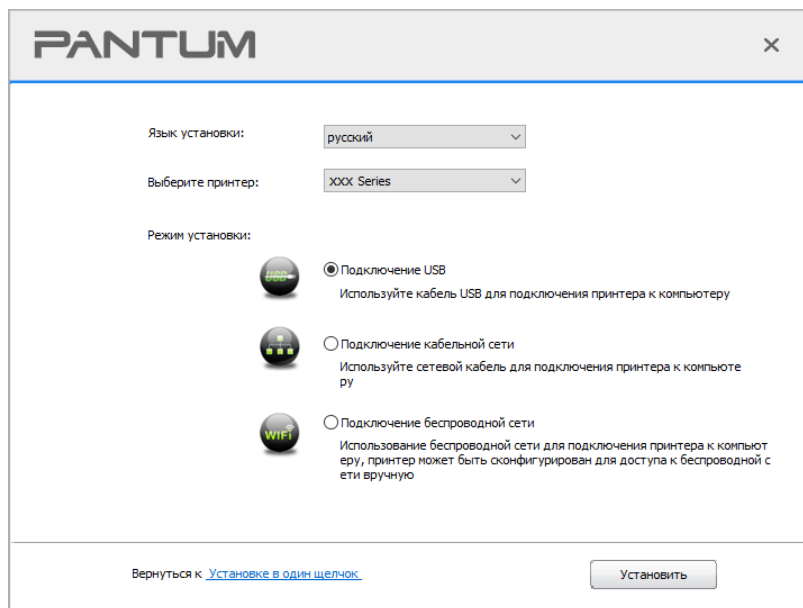 PANTUM
Язык установки:
русский
Выберите принтер:
XXX Series
Режим установки:
USB
Подключение USB
Используйте кабель USB для подключения принтера к компьютеру
Подключение кабельной сети
Используйте сетевой кабель для подключения принтера к компьюте
ру
WiFi
Подключение беспроводной сети
Использование беспроводной сети для подключения принтера к компьют
еру, принтер может быть сконфигурирован для доступа к беспроводной с
ети вручную
Вернуться к Установке в один щелчок
Установить